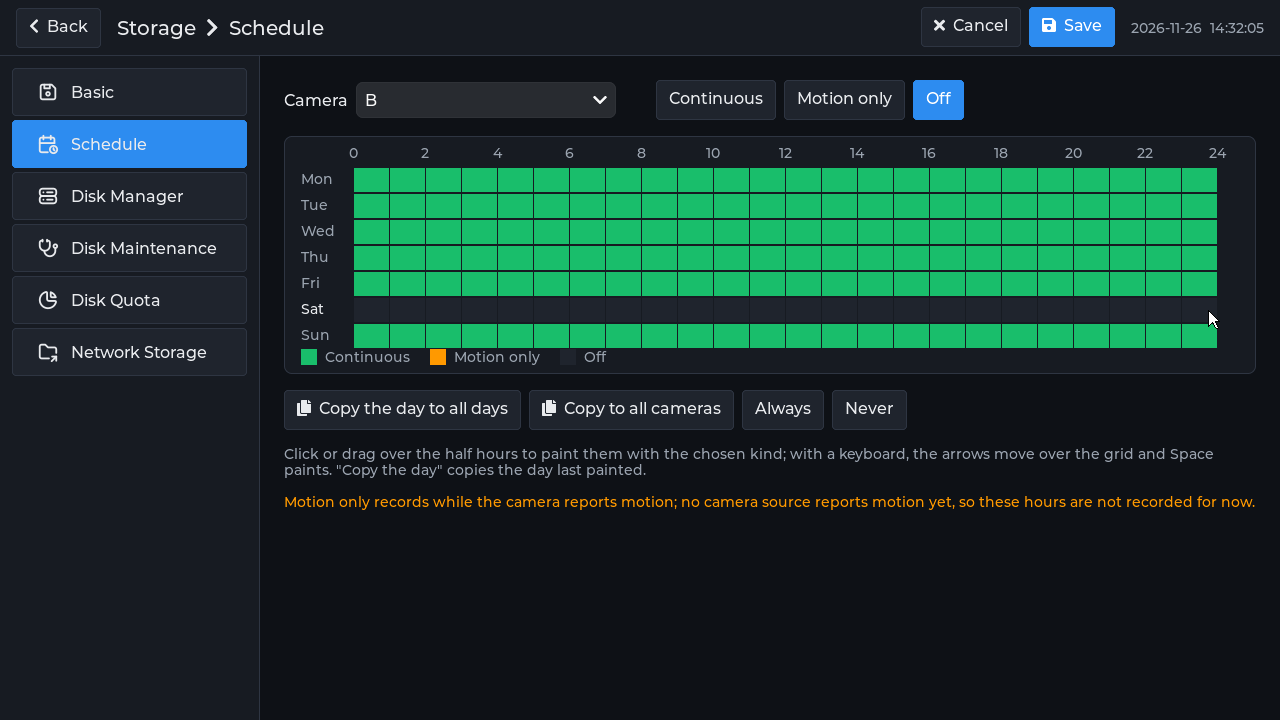 Back Storage Schedule Cancel Save 2026-11-26 14:32:05
Basic
Schedule
Disk Manager
Disk Maintenance
Disk Quota
Network Storage
Camera B Continuous Motion only Off
0 2 4 6 8 10 12 14 16 18 20 22 24
Mon
Tue
Wed
Thu
Fri
Sat
Sun
Continuous Motion only Off
Copy the day to all days Copy to all cameras Always Never
Click or drag over the half hours to paint them with the chosen kind; with a keyboard, the arrows move over the grid and Space
paints. "Copy the day" copies the day last painted.
Motion only records while the camera reports motion; no camera source reports motion yet, so these hours are not recorded for now.